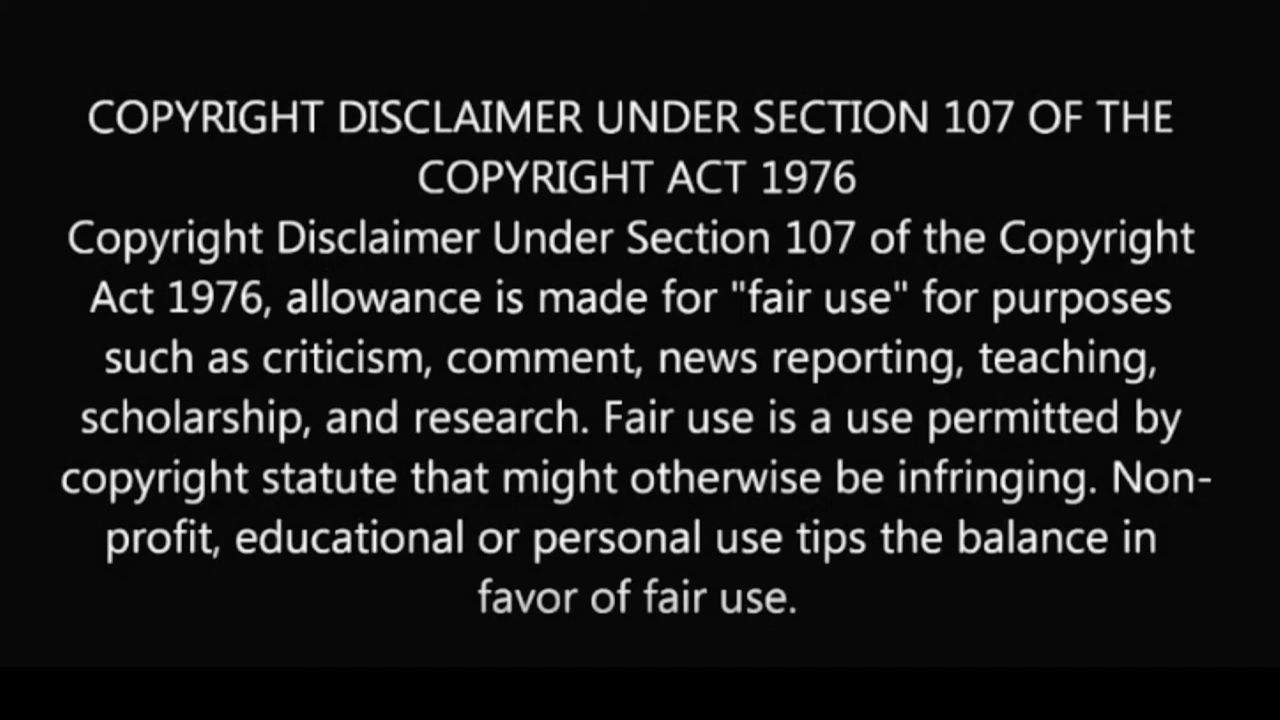 COPYRIGHT DISCLAIMER UNDER SECTION 107 OF THE
COPYRIGHT ACT 1976
Copyright Disclaimer Under Section 107 of the Copyright
Act 1976, allowance is made for "fair use" for purposes
such as criticism, comment, news reporting, teaching,
scholarship, and research. Fair use is a use permitted by
copyright statute that might otherwise be infringing. Non-
profit, educational or personal use tips the balance in
favor of fair use.